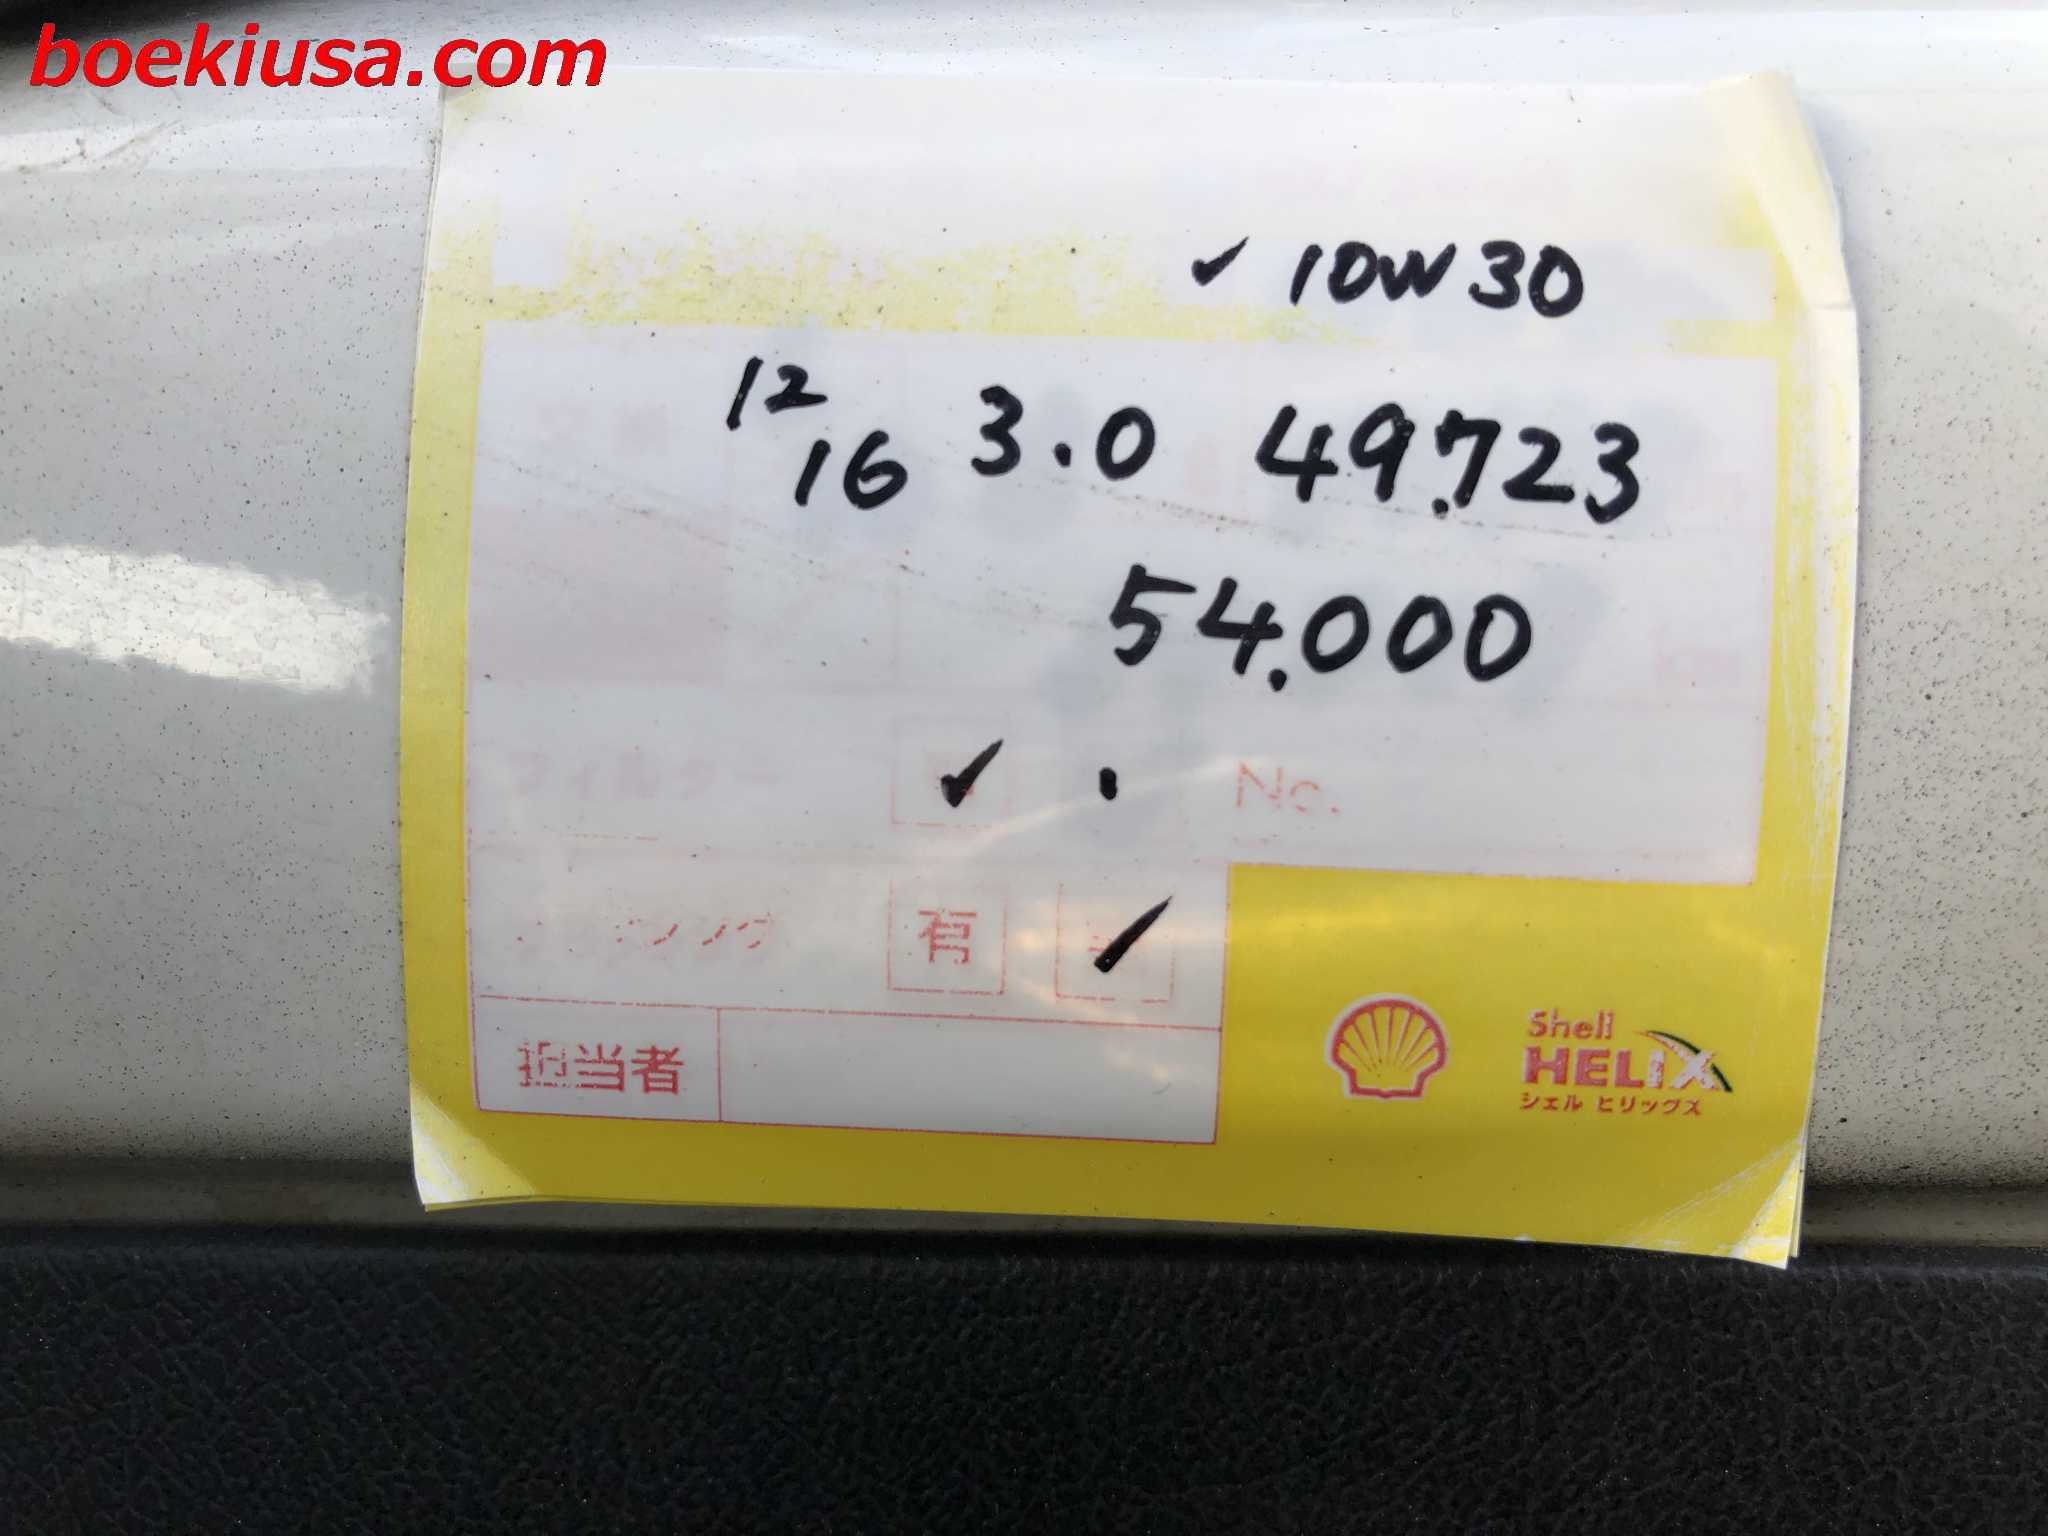 boekiusa.com
✓ 10W30
12 16 3.0 49.723
54.000
フィルター ✓ · No.
有
担当者
Shell
HELIX
シェル ヒリックス